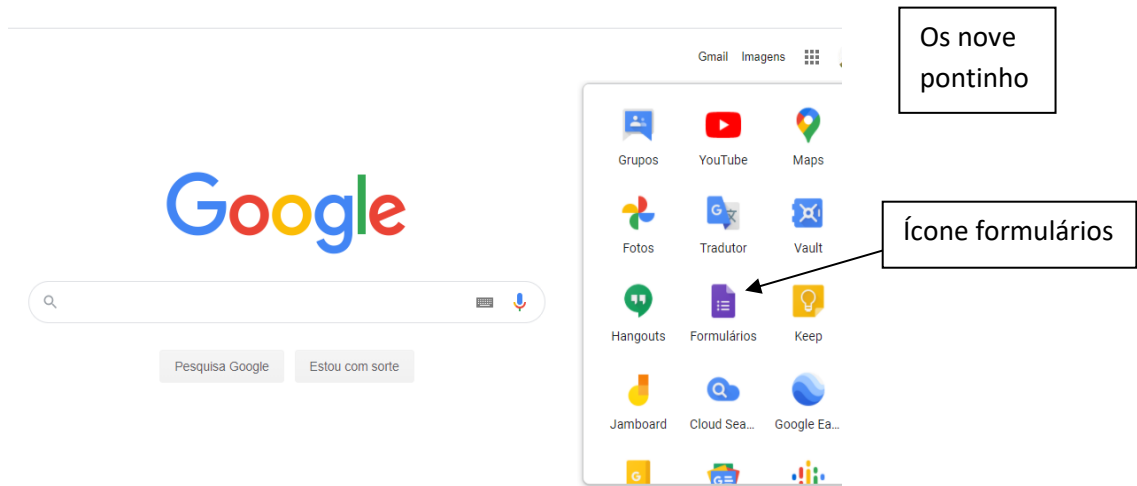 Gmail Imagens
Os nove
pontinho
Grupos YouTube Maps
Google
Fotos Tradutor Vault
Ícone formulários
Hangouts Formulários Keep
Pesquisa Google Estou com sorte
Jamboard Cloud Sea... Google Ea...